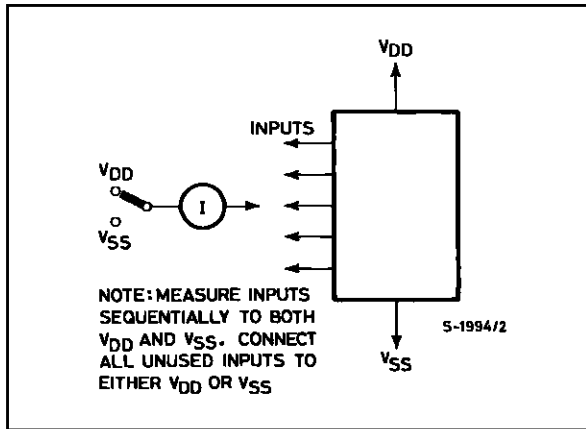 VDD
INPUTS
VDD
I
VSS
NOTE: MEASURE INPUTS
SEQUENTIALLY TO BOTH
VDD AND VSS. CONNECT
ALL UNUSED INPUTS TO
EITHER VDD OR VSS
S-1994/2
VSS